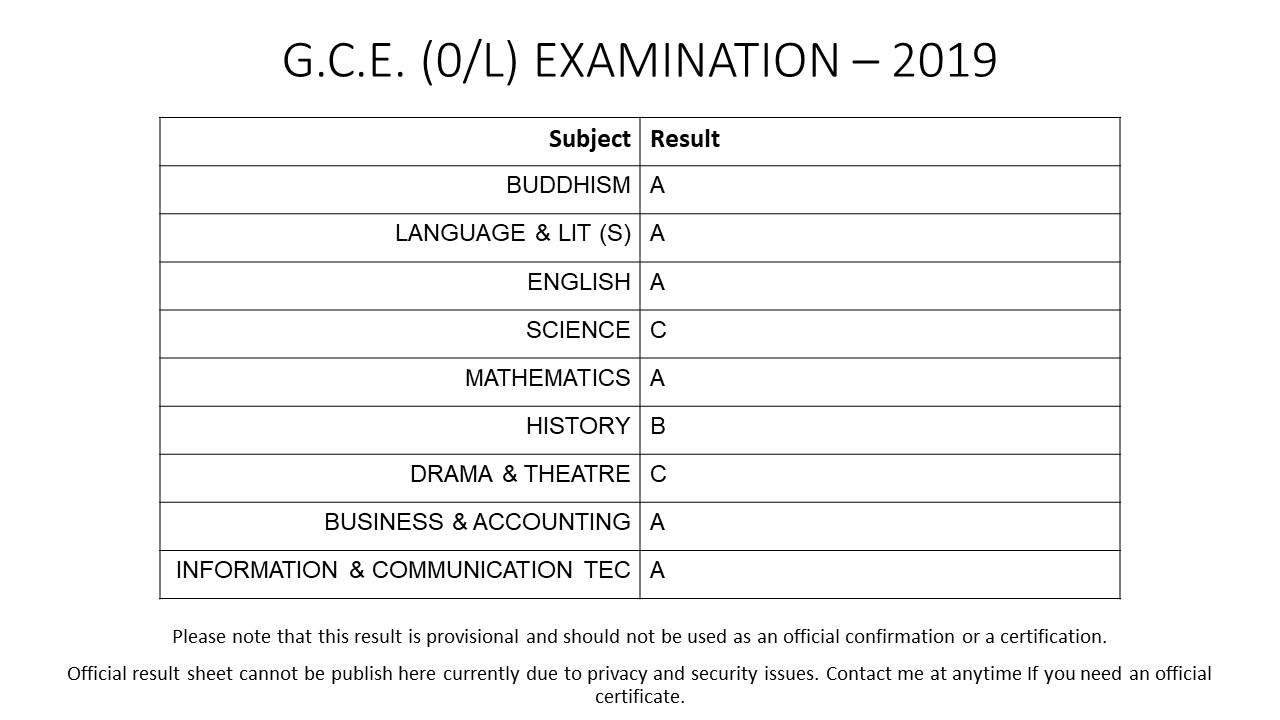 G.C.E. (0/L) EXAMINATION – 2019
Subject Result
BUDDHISM A
LANGUAGE & LIT (S) A
ENGLISH A
SCIENCE C
MATHEMATICS A
HISTORY B
DRAMA & THEATRE C
BUSINESS & ACCOUNTING A
INFORMATION & COMMUNICATION TEC A
Please note that this result is provisional and should not be used as an official confirmation or a certification.
Official result sheet cannot be publish here currently due to privacy and security issues. Contact me at anytime If you need an official
certificate.